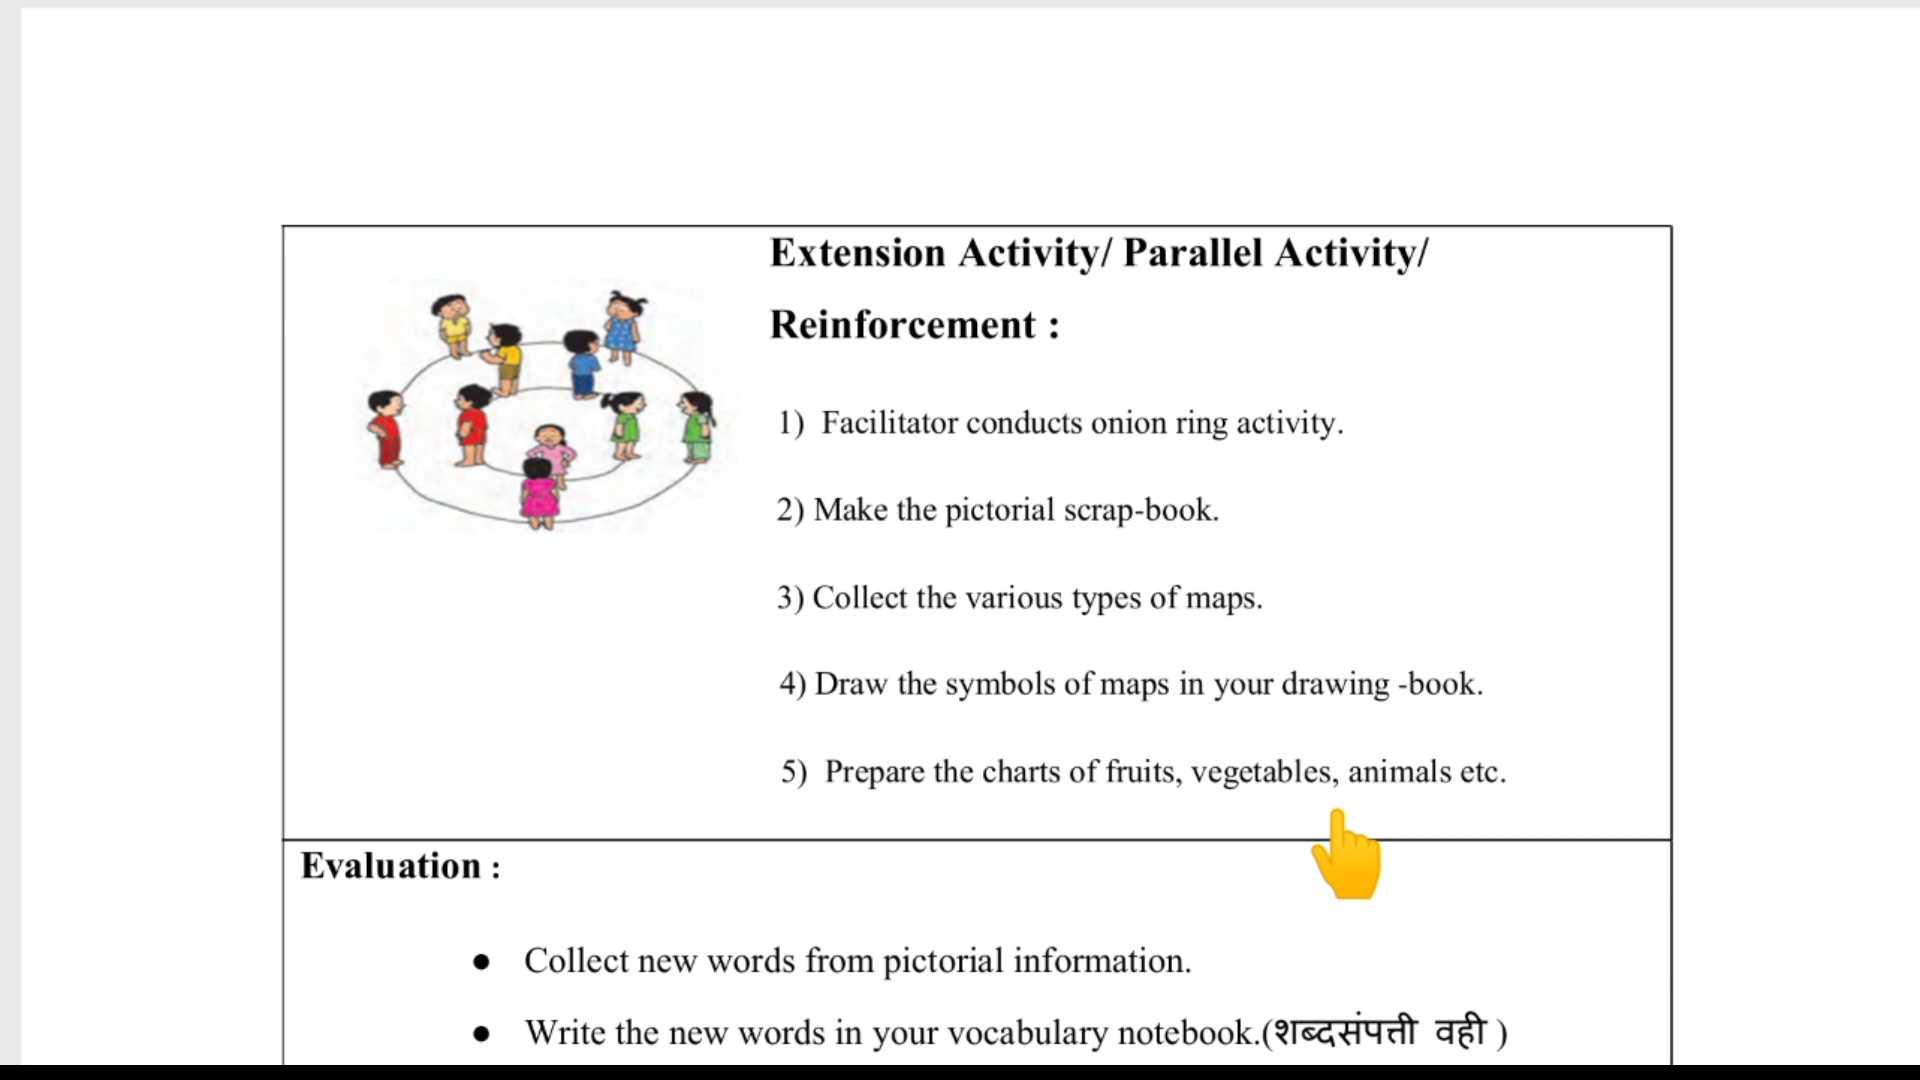 Extension Activity/ Parallel Activity/
Reinforcement :
1) Facilitator conducts onion ring activity.
2) Make the pictorial scrap-book.
3) Collect the various types of maps.
4) Draw the symbols of maps in your drawing -book.
5) Prepare the charts of fruits, vegetables, animals etc.
Evaluation :
● Collect new words from pictorial information.
● Write the new words in your vocabulary notebook.(शब्दसंपत्ती वही )